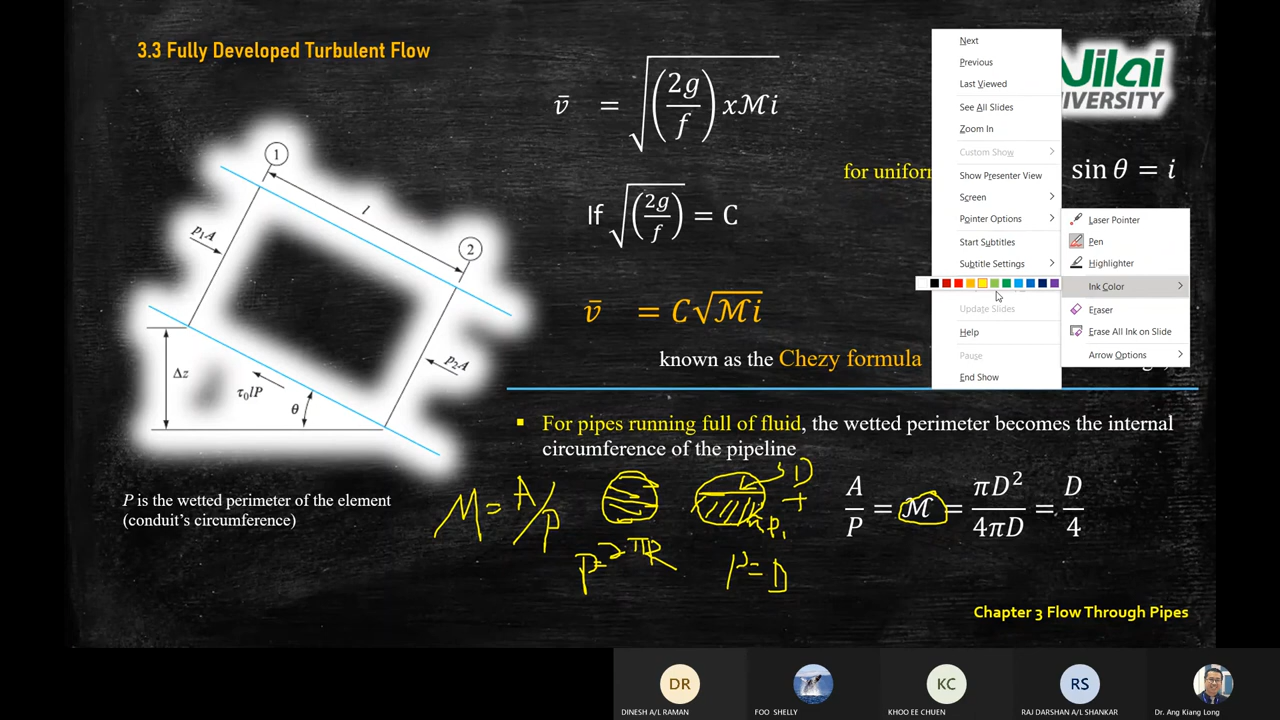 3.3 Fully Developed Turbulent Flow
v̄ = √((2g/f) x𝓜i)
for uniform
sin θ = i
If √(2g/f) = C
v̄ = C√(𝓜i)
known as the Chezy formula
1
l
2
p₁A
p₂A
Δz
τ₀lP
θ
P is the wetted perimeter of the element
(conduit's circumference)
▪ For pipes running full of fluid, the wetted perimeter becomes the internal
circumference of the pipeline
M = A/P
P=2πR
D
+
P₁
P=D
A/P = 𝓜 = πD²/4πD = D/4
Chapter 3 Flow Through Pipes
Nilai
UNIVERSITY
Next
Previous
Last Viewed
See All Slides
Zoom In
Custom Show
Show Presenter View
Screen
Pointer Options
Start Subtitles
Subtitle Settings
Update Slides
Help
Pause
End Show
Laser Pointer
Pen
Highlighter
Ink Color
Eraser
Erase All Ink on Slide
Arrow Options
DR
KC
RS
DINESH A/L RAMAN
FOO SHELLY
KHOO EE CHUEN
RAJ DARSHAN A/L SHANKAR
Dr. Ang Kiang Long